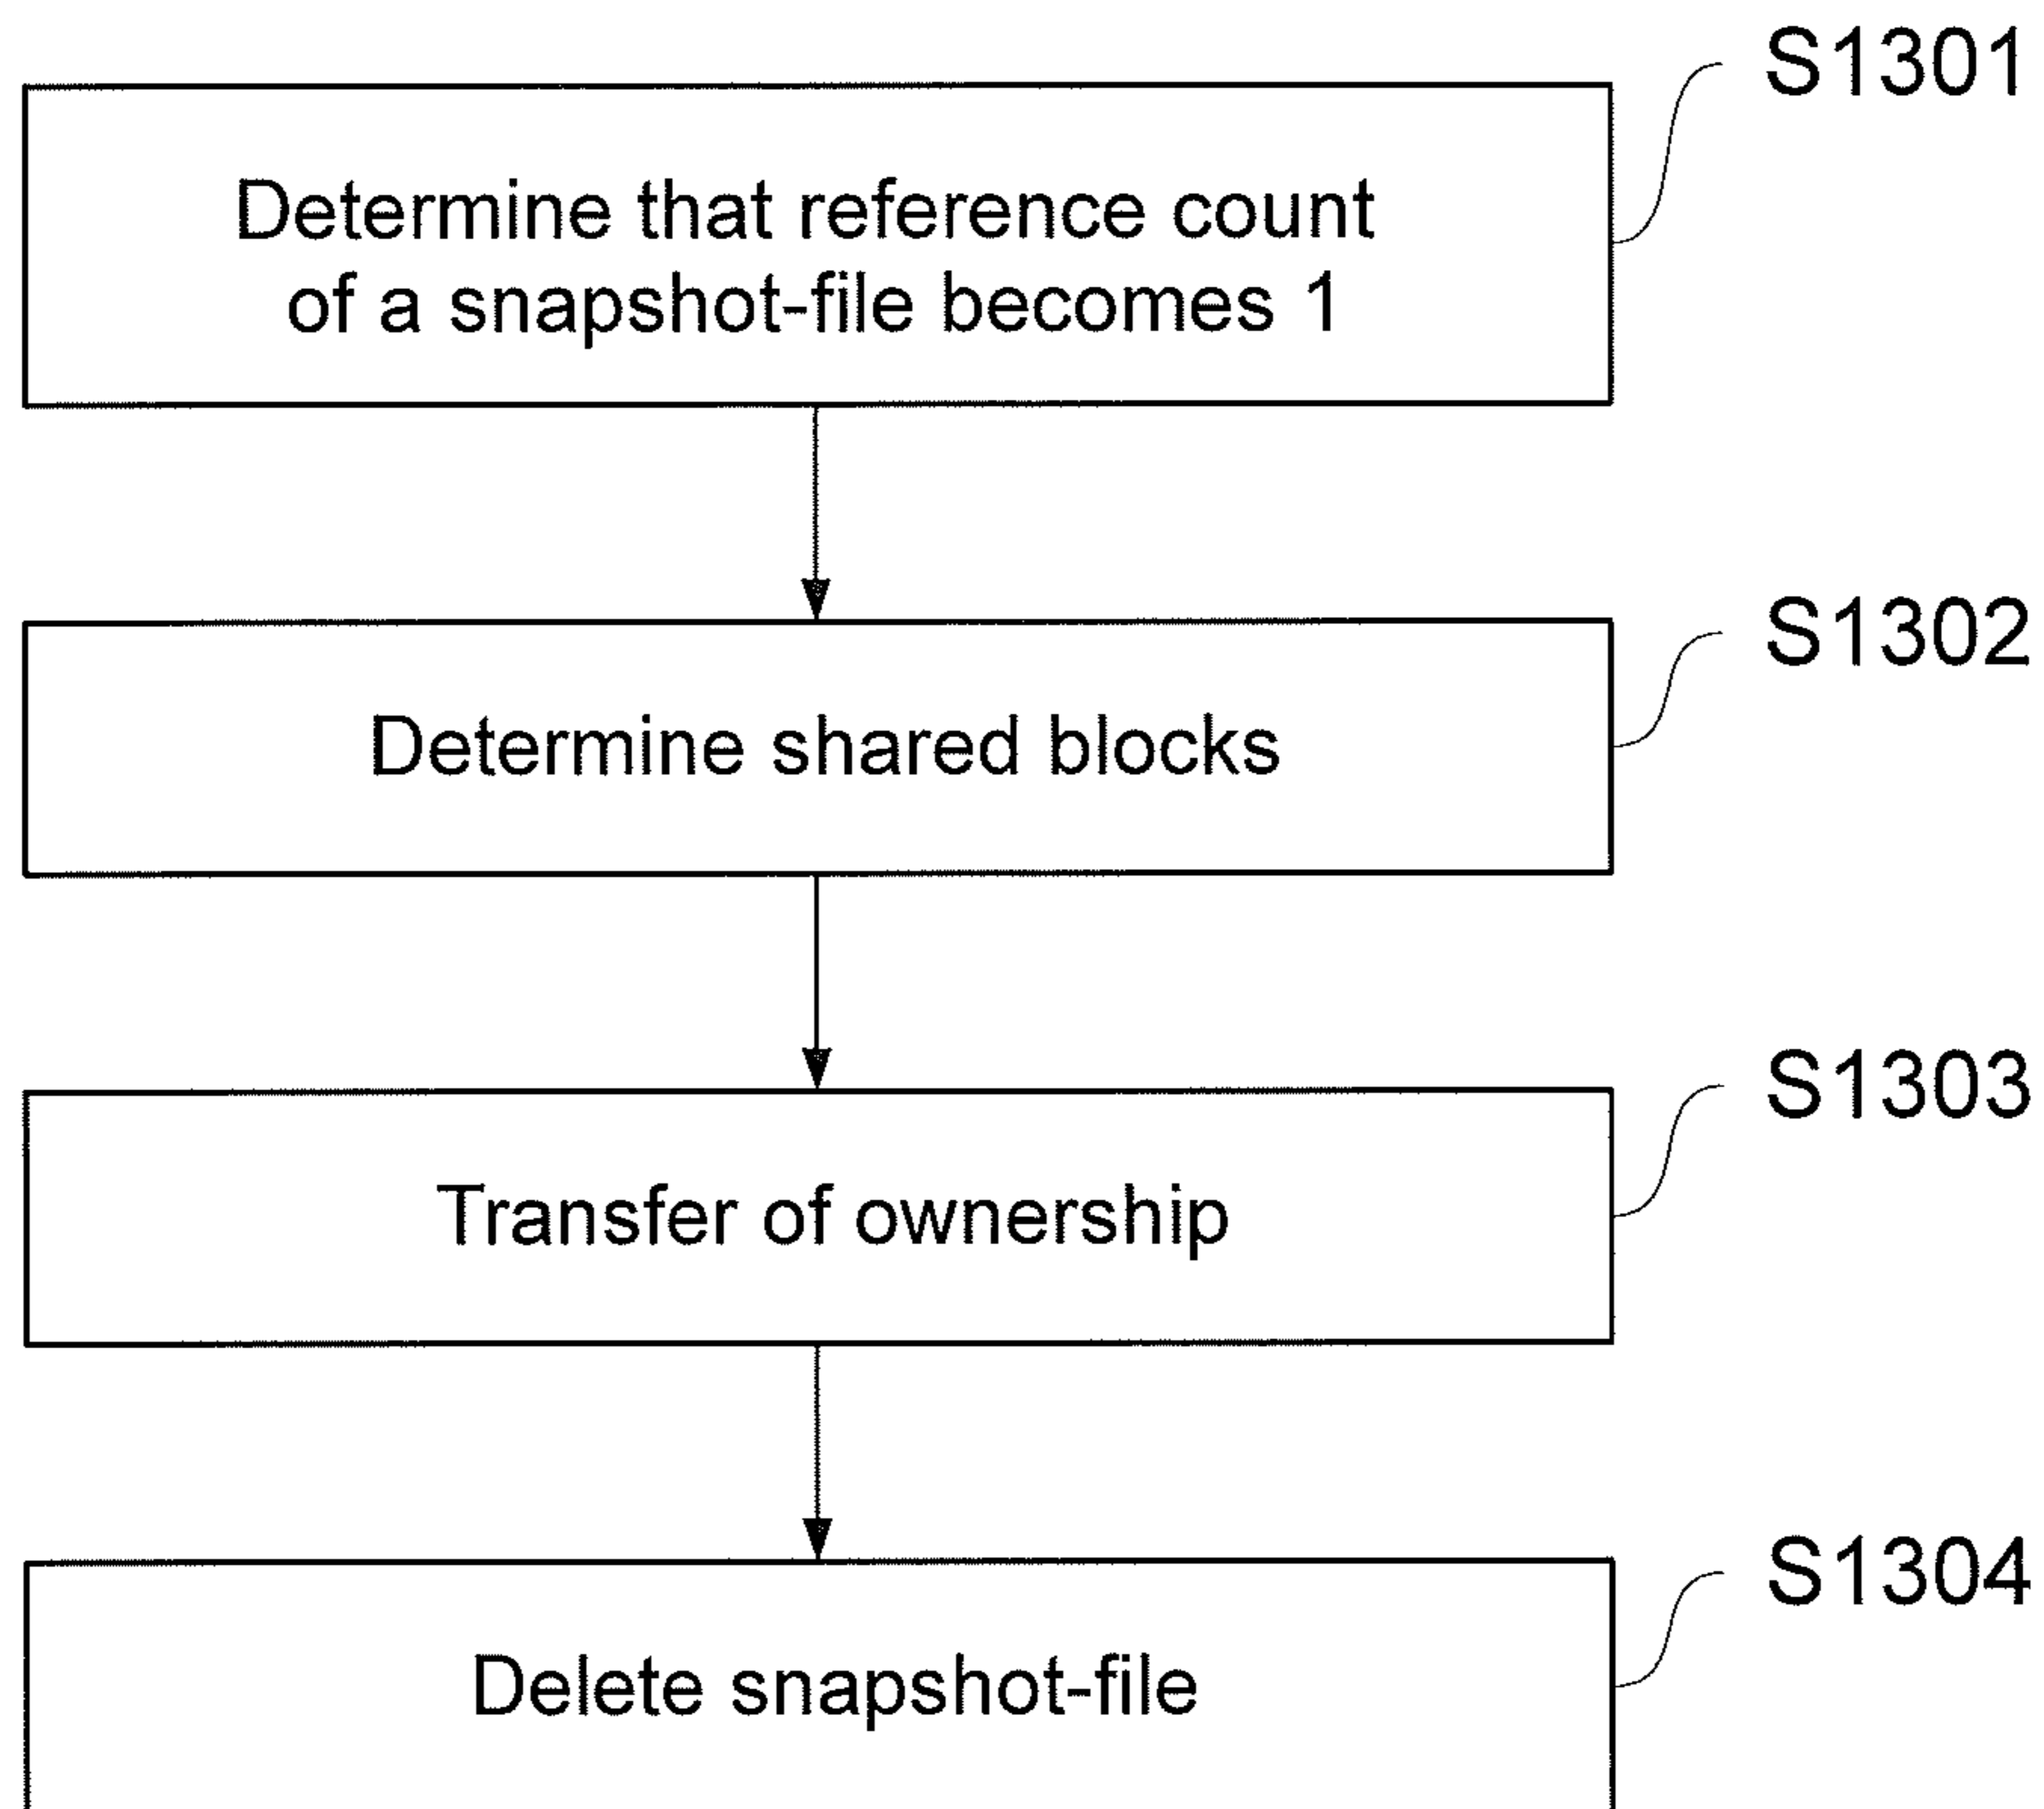 S1301
Determine that reference count
of a snapshot-file becomes 1
S1302
Determine shared blocks
S1303
Transfer of ownership
S1304
Delete snapshot-file